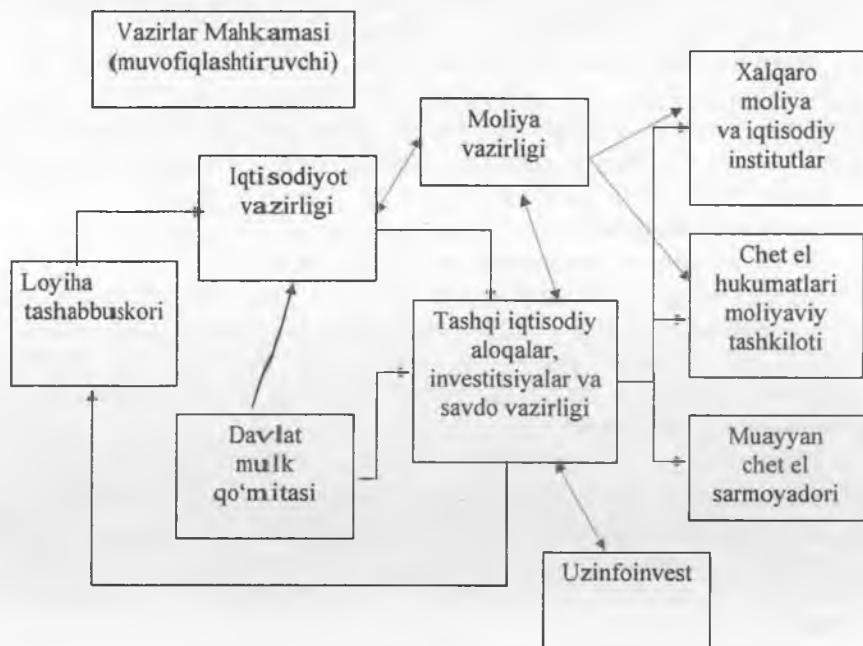 Vazirlar Mahkamasi
(muvofiqlashtiruvchi)
Moliya
vazirligi
Xalqaro
moliya
va iqtisodiy
institutlar
Iqtisodiyot
vazirligi
Loyiha
tashabbuskori
Chet el
hukumatlari
moliyaviy
tashkiloti
Tashqi iqtisodiy
aloqalar,
investitsiyalar va
savdo vazirligi
Davlat
mulk
qo‘mitasi
Muayyan
chet el
sarmoyadori
Uzinfoinvest